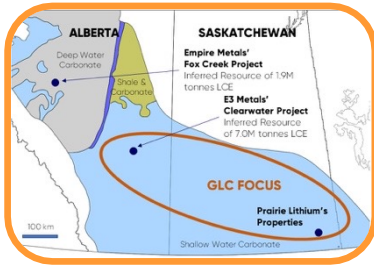 ALBERTA
SASKATCHEWAN
Deep Water
Carbonate
Empire Metals'
Fox Creek Project
Inferred Resource of 1.9M
tonnes LCE
Shale &
Carbonate
E3 Metals'
Clearwater Project
Inferred Resource
of 7.0M tonnes LCE
GLC FOCUS
Prairie Lithium's
Properties
100 km
Shallow Water Carbonate